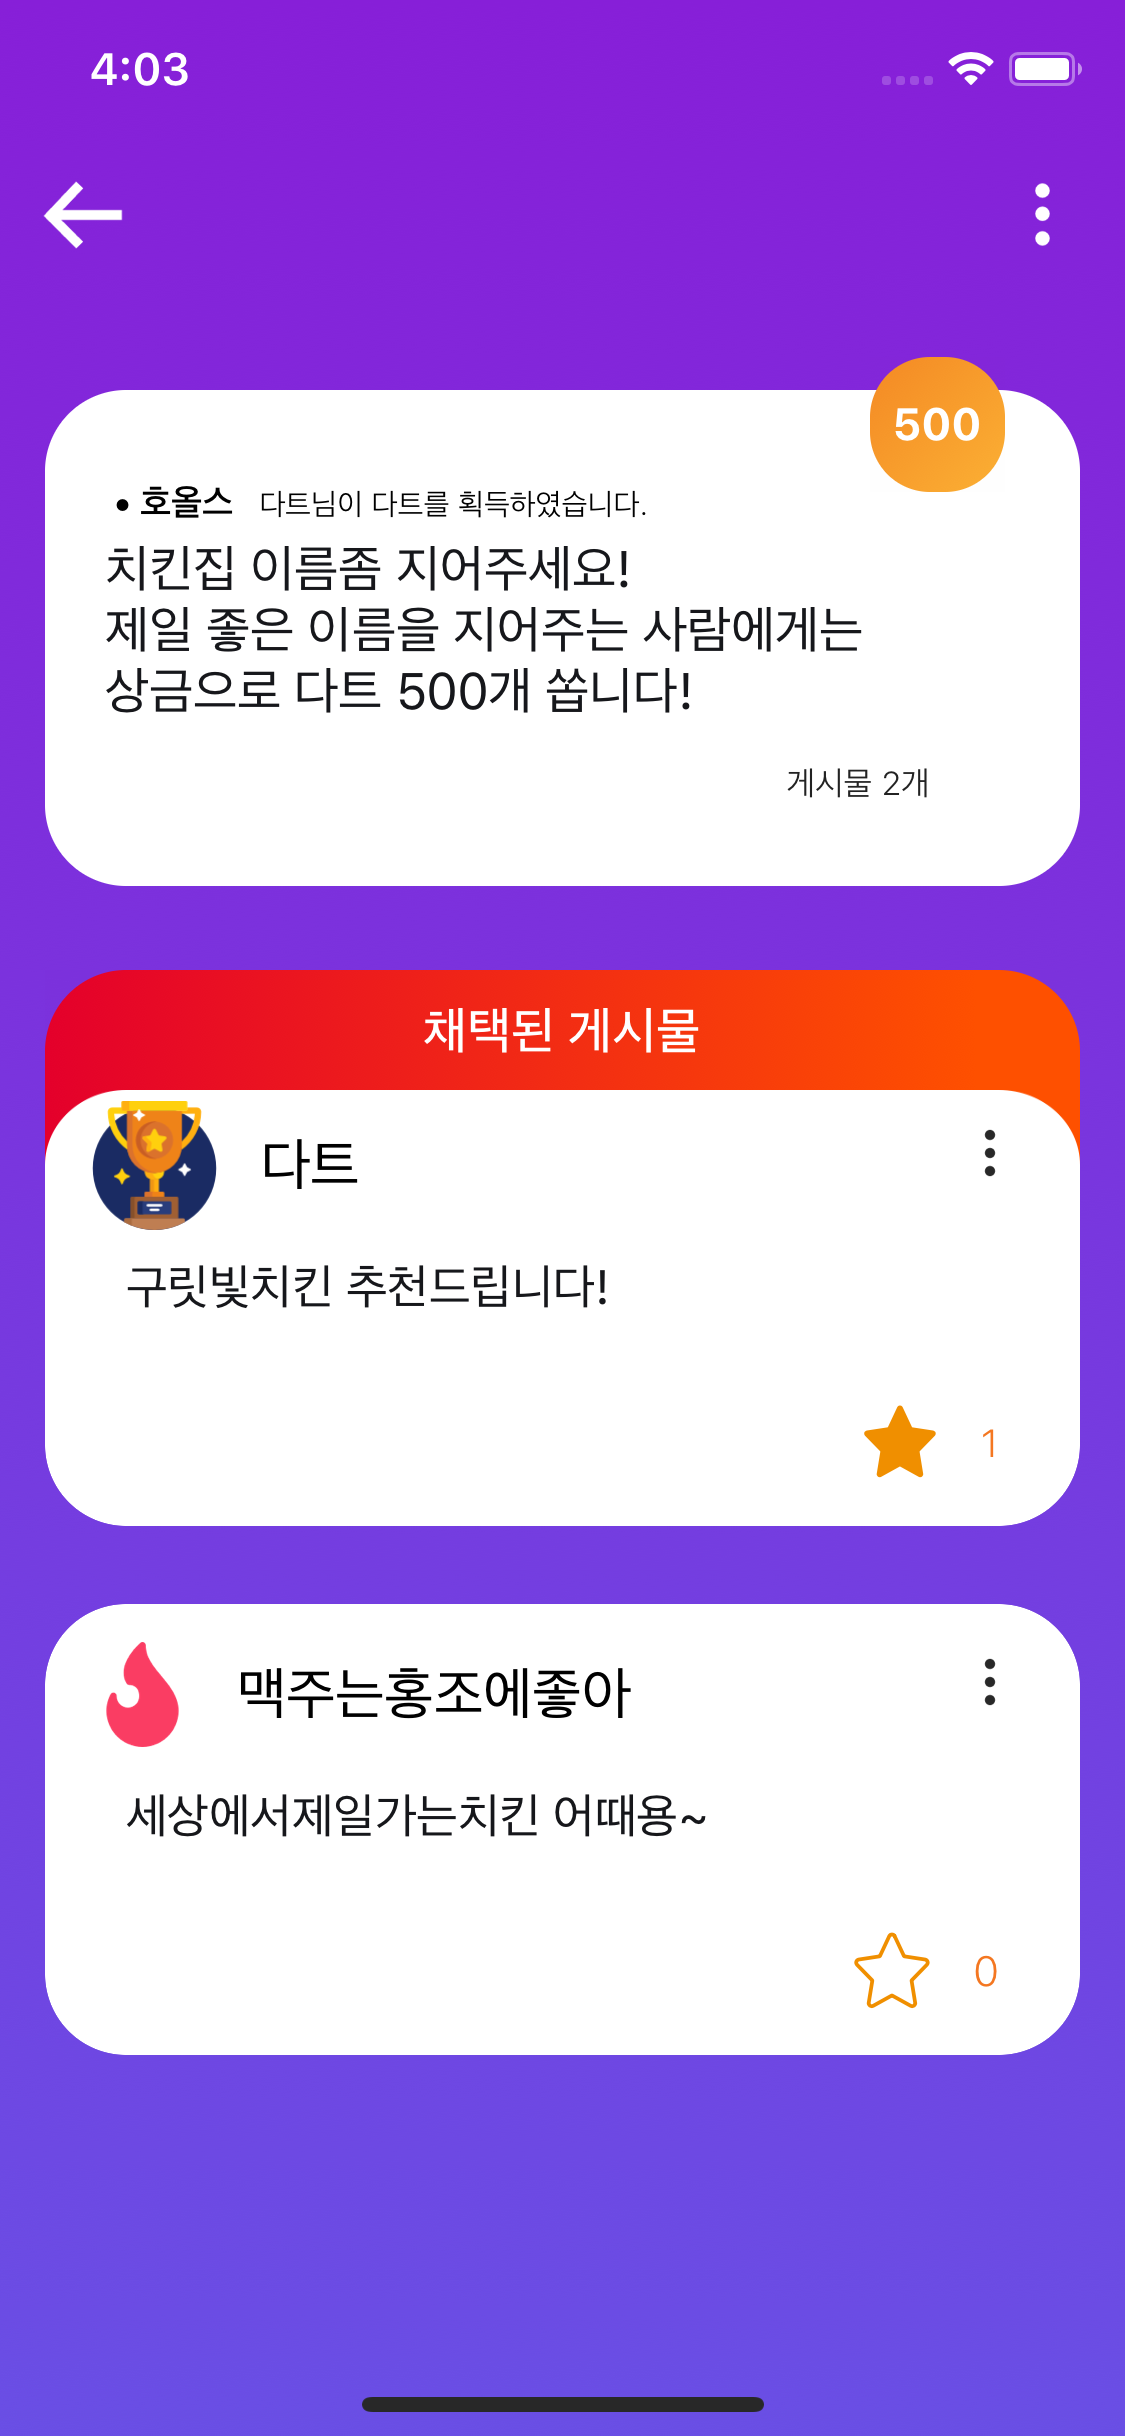 4:03
500
• 호올스 다트님이 다트를 획득하였습니다.
치킨집 이름좀 지어주세요!
제일 좋은 이름을 지어주는 사람에게는
상금으로 다트 500개 쏩니다!
게시물 2개
채택된 게시물
다트
구릿빛치킨 추천드립니다!
1
맥주는홍조에좋아
세상에서제일가는치킨 어때용~
0